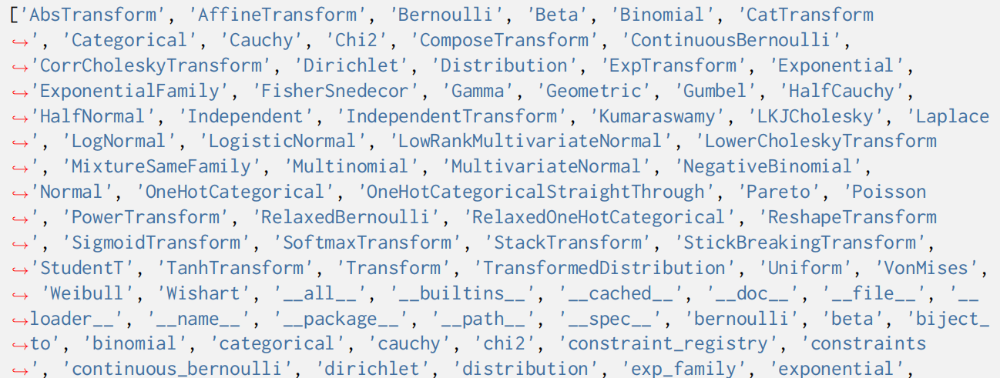 ['AbsTransform', 'AffineTransform', 'Bernoulli', 'Beta', 'Binomial', 'CatTransform
↪', 'Categorical', 'Cauchy', 'Chi2', 'ComposeTransform', 'ContinuousBernoulli',
↪'CorrCholeskyTransform', 'Dirichlet', 'Distribution', 'ExpTransform', 'Exponential',
↪'ExponentialFamily', 'FisherSnedecor', 'Gamma', 'Geometric', 'Gumbel', 'HalfCauchy',
↪'HalfNormal', 'Independent', 'IndependentTransform', 'Kumaraswamy', 'LKJCholesky', 'Laplace
↪', 'LogNormal', 'LogisticNormal', 'LowRankMultivariateNormal', 'LowerCholeskyTransform
↪', 'MixtureSameFamily', 'Multinomial', 'MultivariateNormal', 'NegativeBinomial',
↪'Normal', 'OneHotCategorical', 'OneHotCategoricalStraightThrough', 'Pareto', 'Poisson
↪', 'PowerTransform', 'RelaxedBernoulli', 'RelaxedOneHotCategorical', 'ReshapeTransform
↪', 'SigmoidTransform', 'SoftmaxTransform', 'StackTransform', 'StickBreakingTransform',
↪'StudentT', 'TanhTransform', 'Transform', 'TransformedDistribution', 'Uniform', 'VonMises',
↪ 'Weibull', 'Wishart', '__all__', '__builtins__', '__cached__', '__doc__', '__file__', '__
↪loader__', '__name__', '__package__', '__path__', '__spec__', 'bernoulli', 'beta', 'biject_
↪to', 'binomial', 'categorical', 'cauchy', 'chi2', 'constraint_registry', 'constraints
↪', 'continuous_bernoulli', 'dirichlet', 'distribution', 'exp_family', 'exponential',